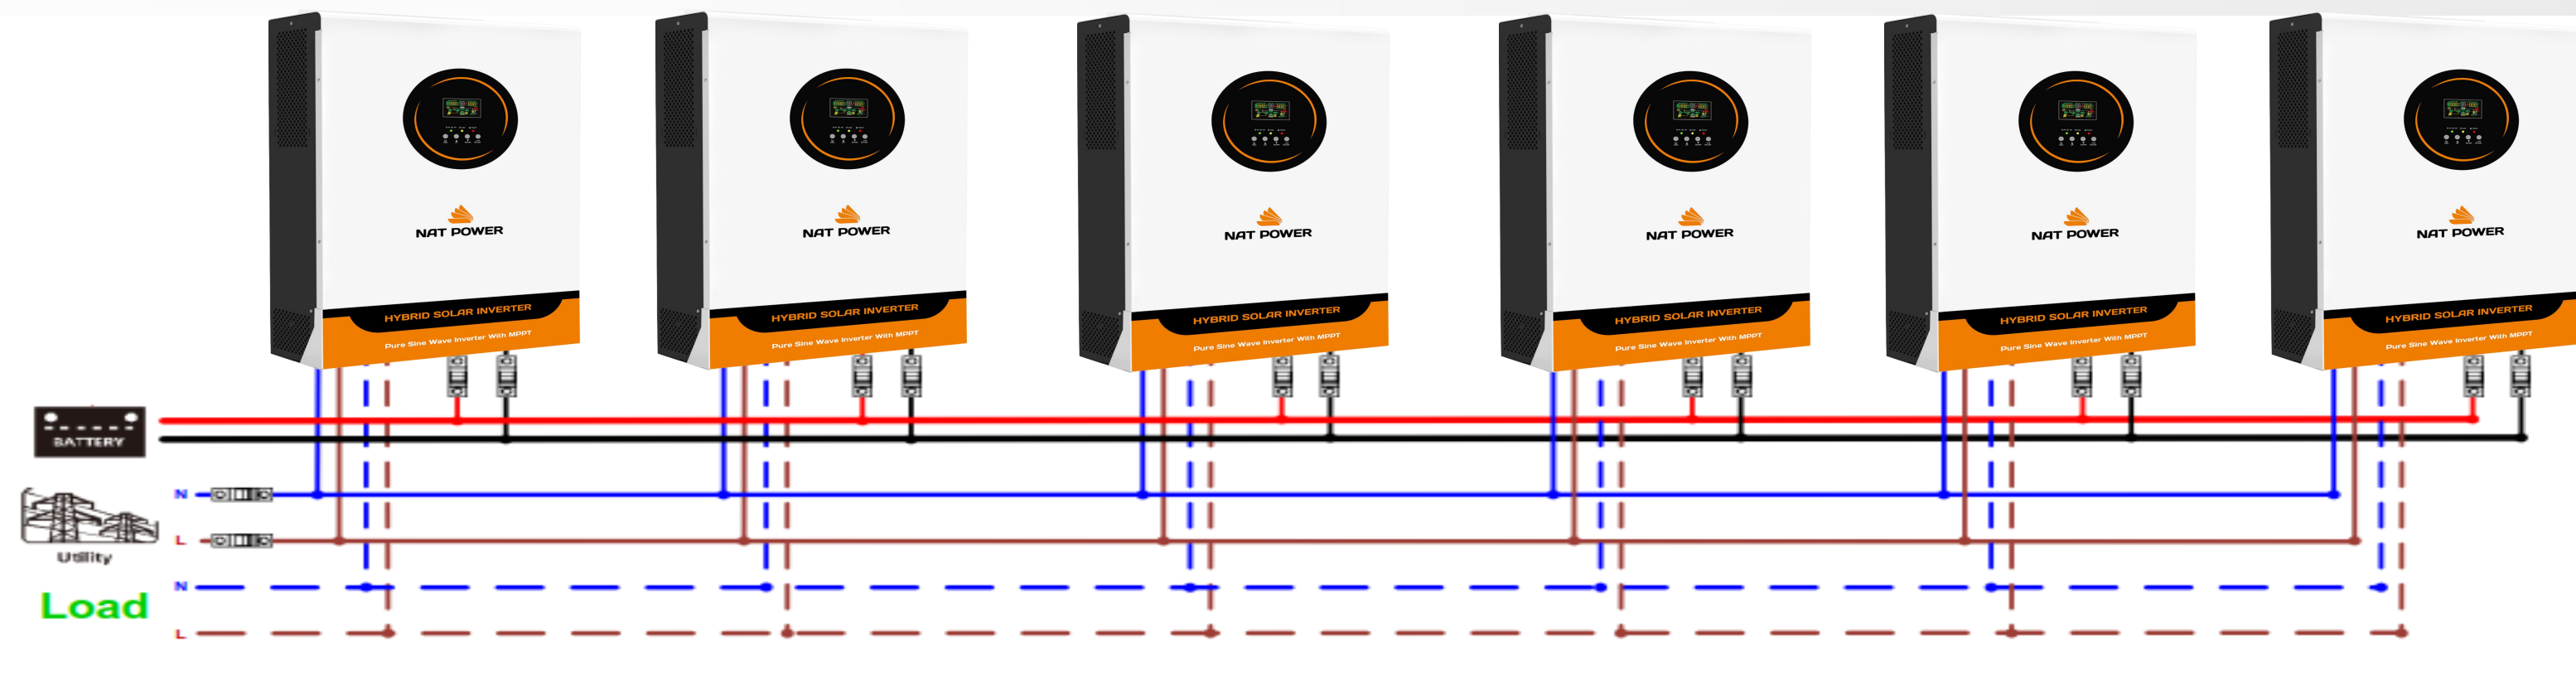 NAT POWER
HYBRID SOLAR INVERTER
Pure Sine Wave Inverter With MPPT
NAT POWER
HYBRID SOLAR INVERTER
Pure Sine Wave Inverter With MPPT
NAT POWER
HYBRID SOLAR INVERTER
Pure Sine Wave Inverter With MPPT
NAT POWER
HYBRID SOLAR INVERTER
Pure Sine Wave Inverter With MPPT
NAT POWER
HYBRID SOLAR INVERTER
Pure Sine Wave Inverter With MPPT
NAT POWER
HYBRID SOLAR INVERTER
Pure Sine Wave Inverter With MPPT
BATTERY
N
L
Utility
N
Load
L